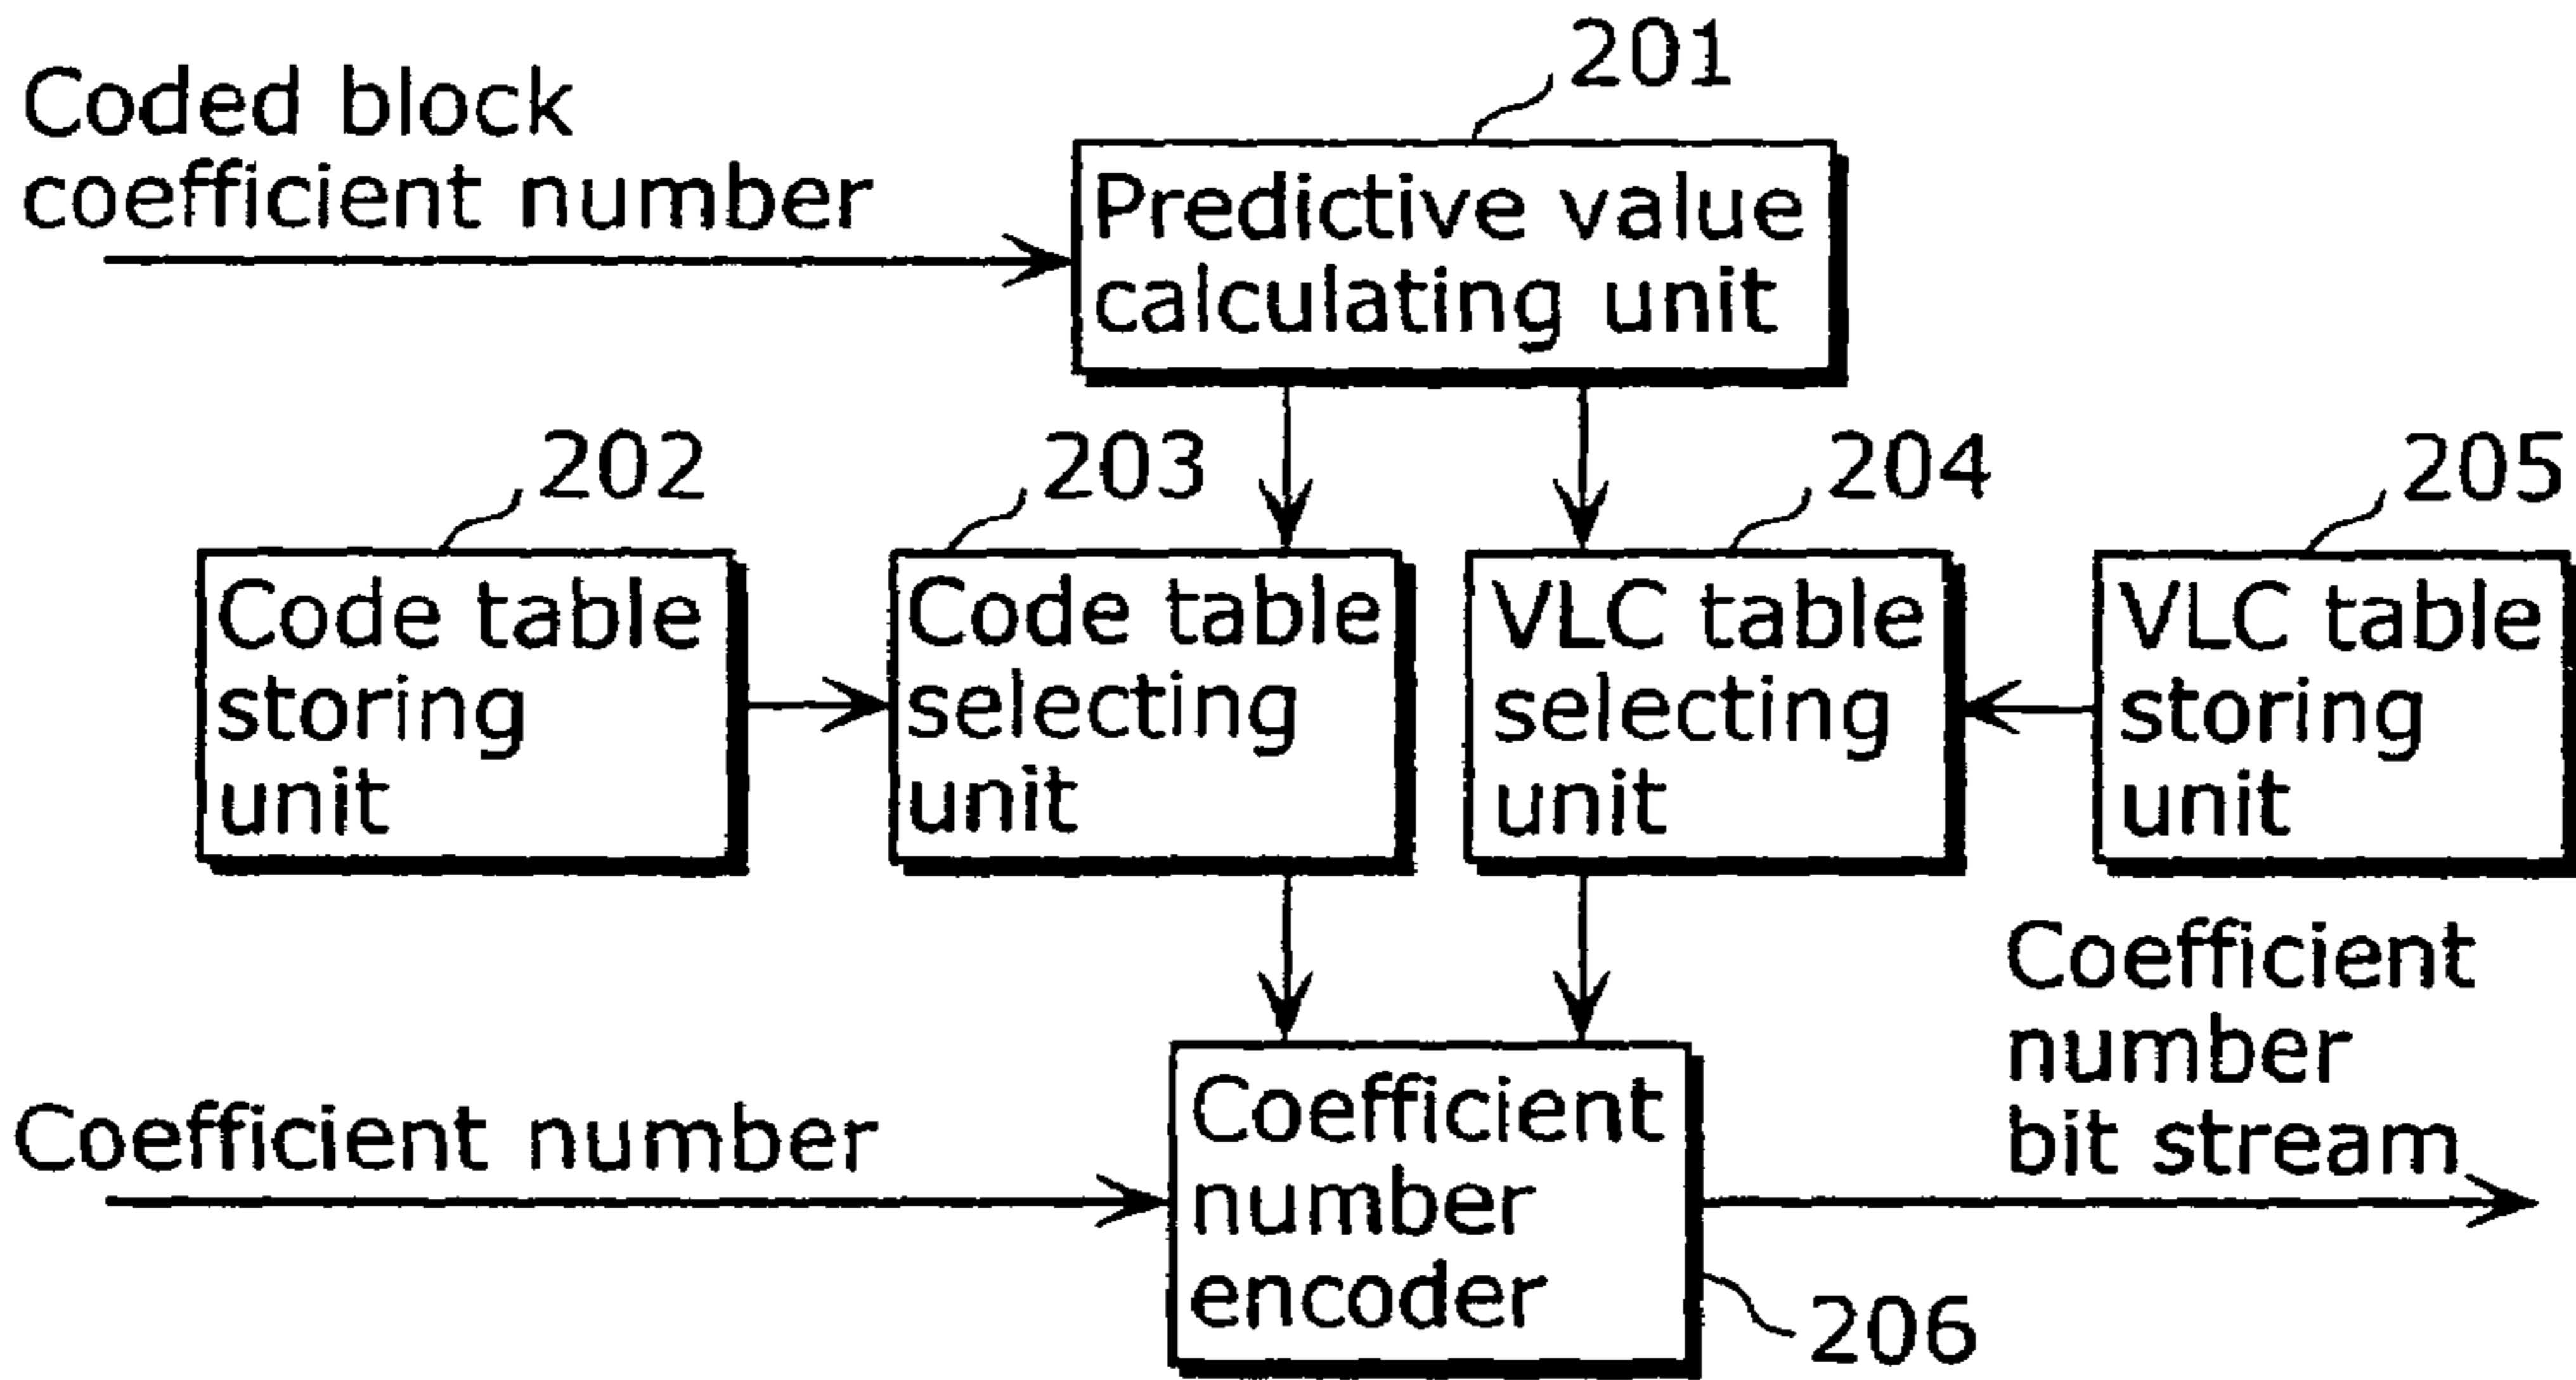 201
Coded block
coefficient number
Predictive value
calculating unit
202
203
204
205
Code table
storing
unit
Code table
selecting
unit
VLC table
selecting
unit
VLC table
storing
unit
Coefficient number
Coefficient
number
encoder
Coefficient
number
bit stream
206